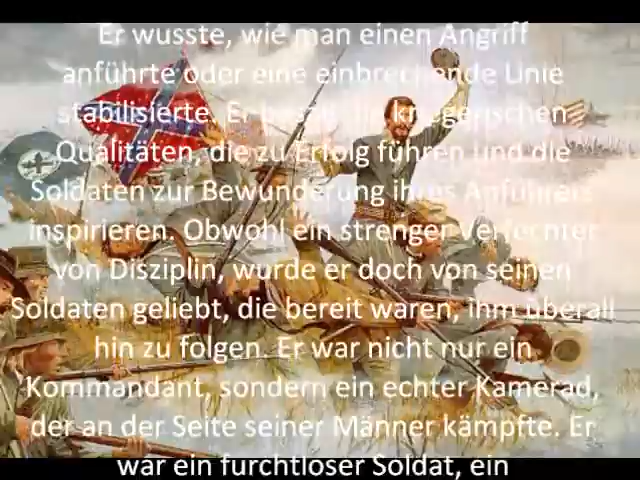 Er wusste, wie man einen Angriff
anführte oder eine einbrechende Linie
stabilisierte. Er besaß die kriegerischen
Qualitäten, die zu Erfolg führen und die
Soldaten zur Bewunderung ihres Anführers
inspirieren. Obwohl ein strenger Verfechter
von Disziplin, wurde er doch von seinen
Soldaten geliebt, die bereit waren, ihm überall
hin zu folgen. Er war nicht nur ein
Kommandant, sondern ein echter Kamerad,
der an der Seite seiner Männer kämpfte. Er
war ein furchtloser Soldat, ein